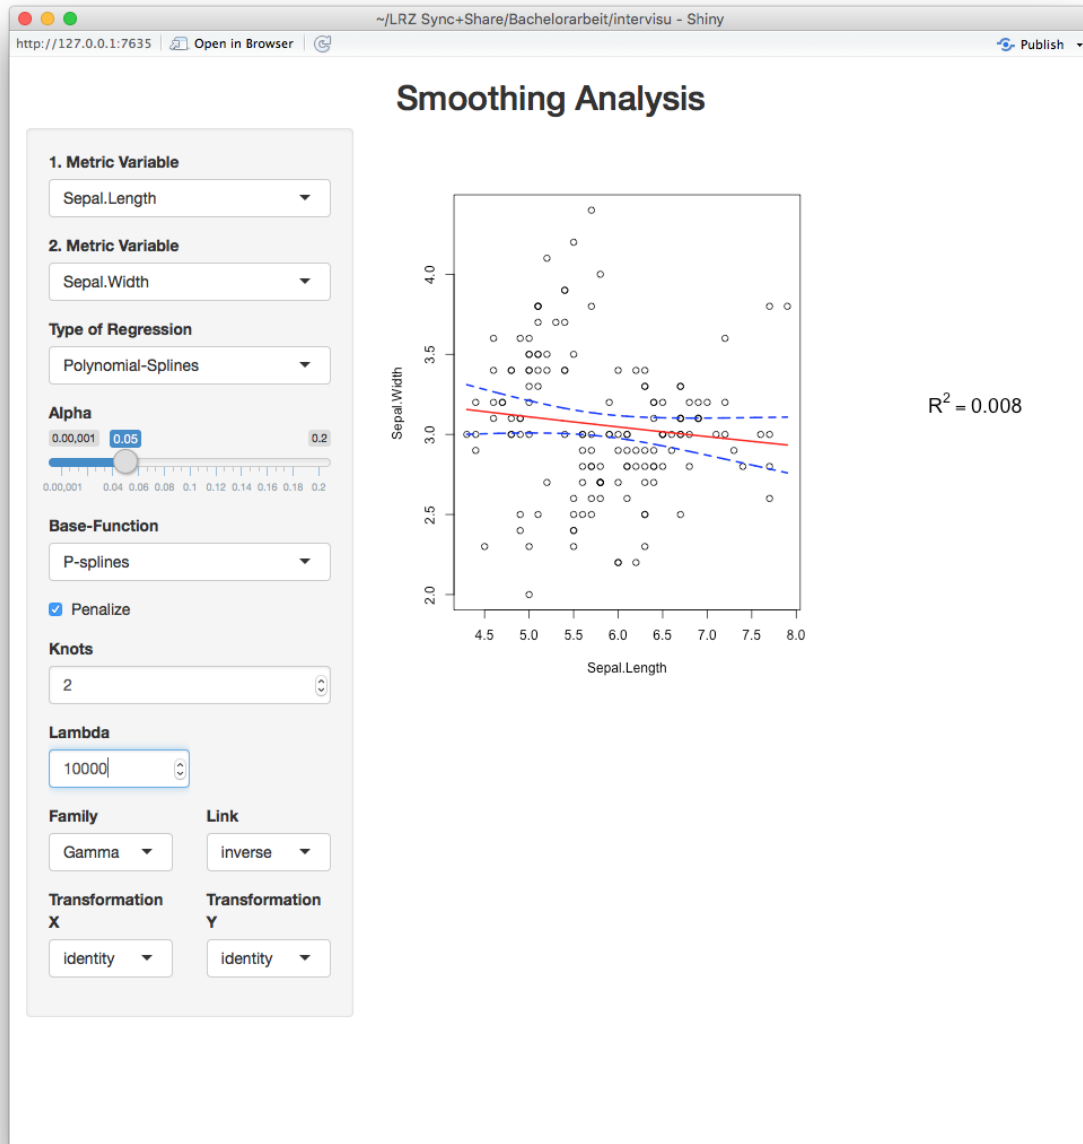 ~/LRZ Sync+Share/Bachelorarbeit/intervisu - Shiny
http://127.0.0.1:7635 Open in Browser Publish
Smoothing Analysis
1. Metric Variable
Sepal.Length
2. Metric Variable
Sepal.Width
Type of Regression
Polynomial-Splines
Alpha
0.00,001 0.05 0.2
0.00,001 0.04 0.06 0.08 0.1 0.12 0.14 0.16 0.18 0.2
Base-Function
P-splines
Penalize
Knots
2
Lambda
10000
Family Link
Gamma inverse
Transformation X Transformation Y
identity identity
Sepal.Width
4.0
3.5
3.0
2.5
2.0
4.5 5.0 5.5 6.0 6.5 7.0 7.5 8.0
Sepal.Length
R² = 0.008